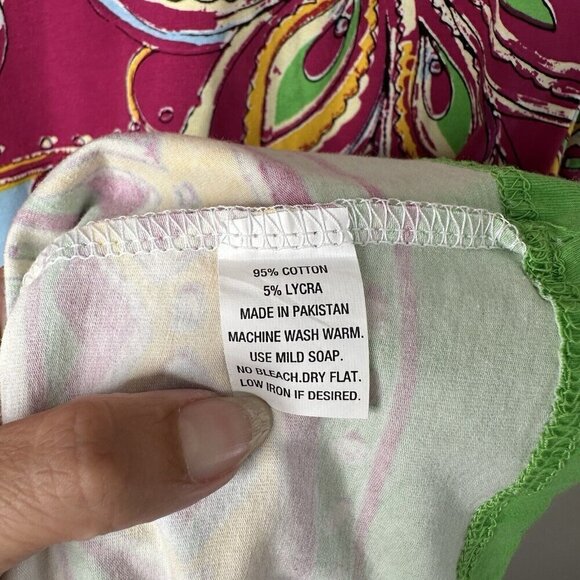 95% COTTON
5% LYCRA
MADE IN PAKISTAN
MACHINE WASH WARM.
USE MILD SOAP.
NO BLEACH.DRY FLAT.
LOW IRON IF DESIRED.